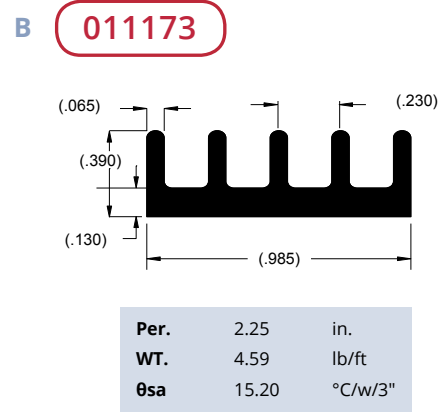 B 011173
(.065) (.230)
(.390)
(.130)
(.985)
Per. 2.25 in.
WT. 4.59 lb/ft
θsa 15.20 °C/w/3"